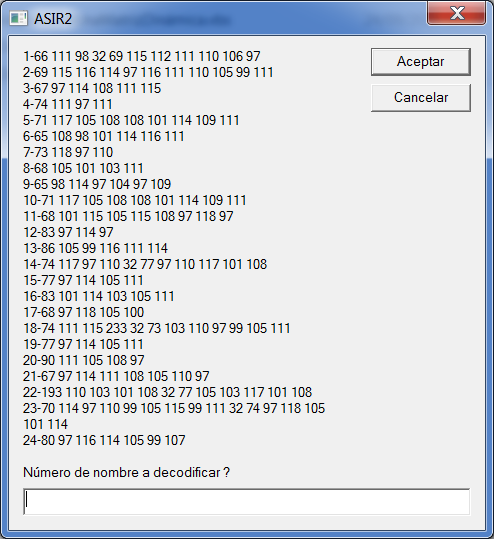 ASIR2
1-66 111 98 32 69 115 112 111 110 106 97
2-69 115 116 114 97 116 111 110 105 99 111
3-67 97 114 108 111 115
4-74 111 97 111
5-71 117 105 108 108 101 114 109 111
6-65 108 98 101 114 116 111
7-73 118 97 110
8-68 105 101 103 111
9-65 98 114 97 104 97 109
10-71 117 105 108 108 101 114 109 111
11-68 101 115 105 115 108 97 118 97
12-83 97 114 97
13-86 105 99 116 111 114
14-74 117 97 110 32 77 97 110 117 101 108
15-77 97 114 105 111
16-83 101 114 103 105 111
17-68 97 118 105 100
18-74 111 115 233 32 73 103 110 97 99 105 111
19-77 97 114 105 111
20-90 111 105 108 97
21-67 97 114 111 108 105 110 97
22-193 110 103 101 108 32 77 105 103 117 101 108
23-70 114 97 110 99 105 115 99 111 32 74 97 118 105
101 114
24-80 97 116 114 105 99 107
Aceptar
Cancelar
Número de nombre a decodificar ?